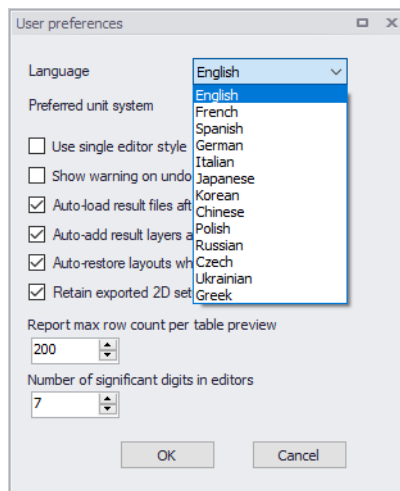 User preferences
Language
English
Preferred unit system
English
French
Spanish
German
Italian
Japanese
Korean
Chinese
Polish
Russian
Czech
Ukrainian
Greek
Use single editor style
Show warning on undo
Auto-load result files aft
Auto-add result layers a
Auto-restore layouts wh
Retain exported 2D set
Report max row count per table preview
200
Number of significant digits in editors
7
OK
Cancel